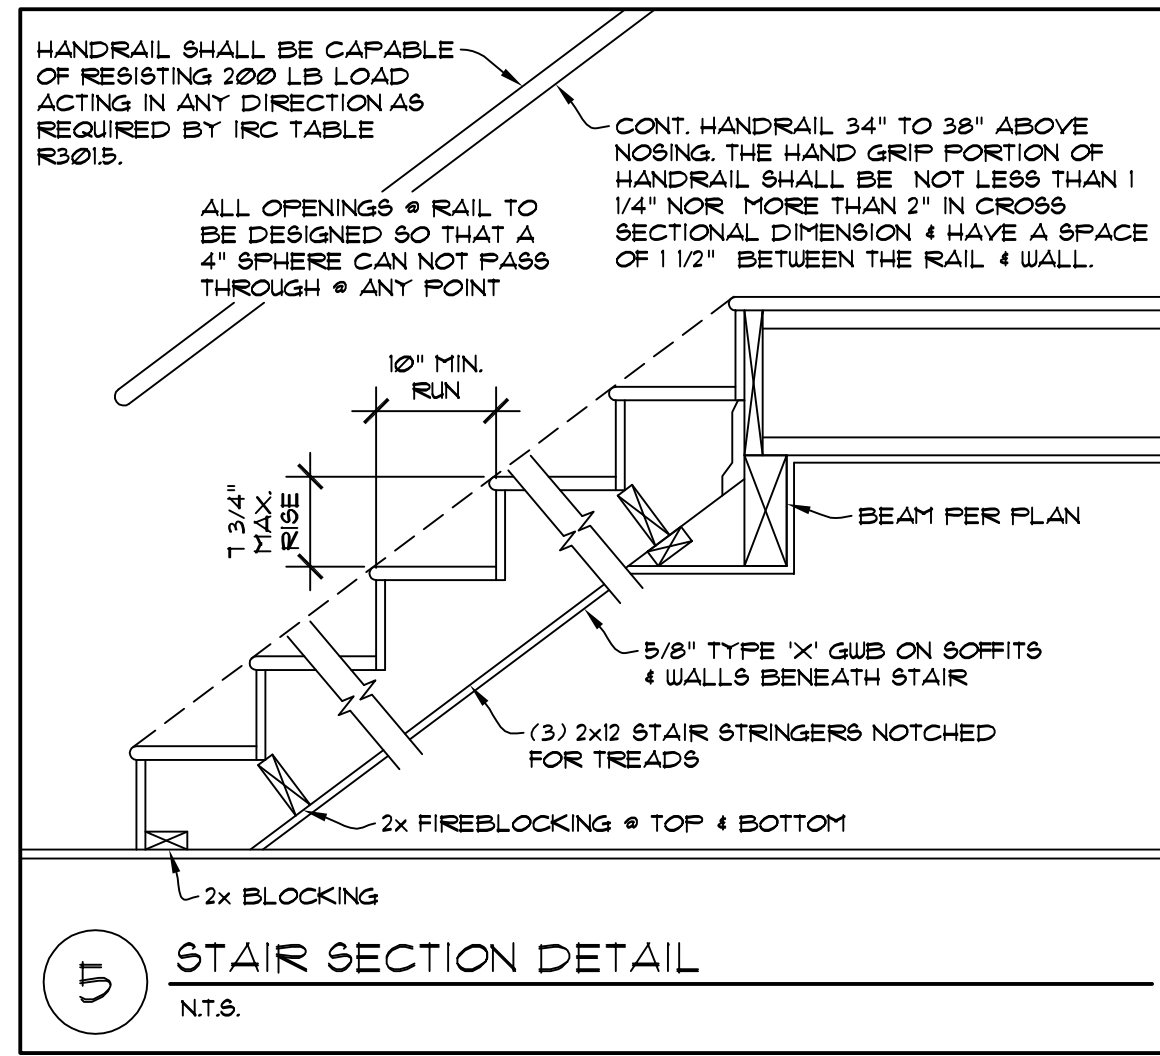 HANDRAIL SHALL BE CAPABLE
OF RESISTING 200 LB LOAD
ACTING IN ANY DIRECTION AS
REQUIRED BY IRC TABLE
R301.5.
CONT. HANDRAIL 34" TO 38" ABOVE
NOSING. THE HAND GRIP PORTION OF
HANDRAIL SHALL BE NOT LESS THAN 1
1/4" NOR MORE THAN 2" IN CROSS
SECTIONAL DIMENSION & HAVE A SPACE
OF 1 1/2" BETWEEN THE RAIL & WALL.
ALL OPENINGS @ RAIL TO
BE DESIGNED SO THAT A
4" SPHERE CAN NOT PASS
THROUGH @ ANY POINT
10" MIN.
RUN
7 3/4"
MAX.
RISE
BEAM PER PLAN
5/8" TYPE 'X' GWB ON SOFFITS
& WALLS BENEATH STAIR
(3) 2x12 STAIR STRINGERS NOTCHED
FOR TREADS
2x FIREBLOCKING @ TOP & BOTTOM
2x BLOCKING
5
STAIR SECTION DETAIL
N.T.S.